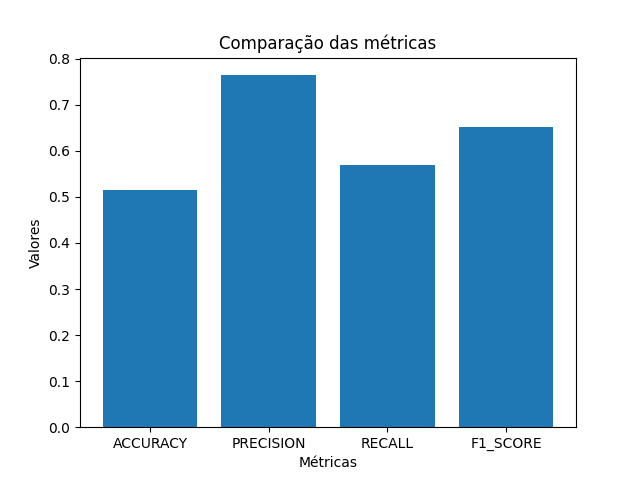 Comparação das métricas
0.8
0.7
0.6
0.5
0.4
0.3
0.2
0.1
0.0
Valores
ACCURACY PRECISION RECALL F1_SCORE
Métricas